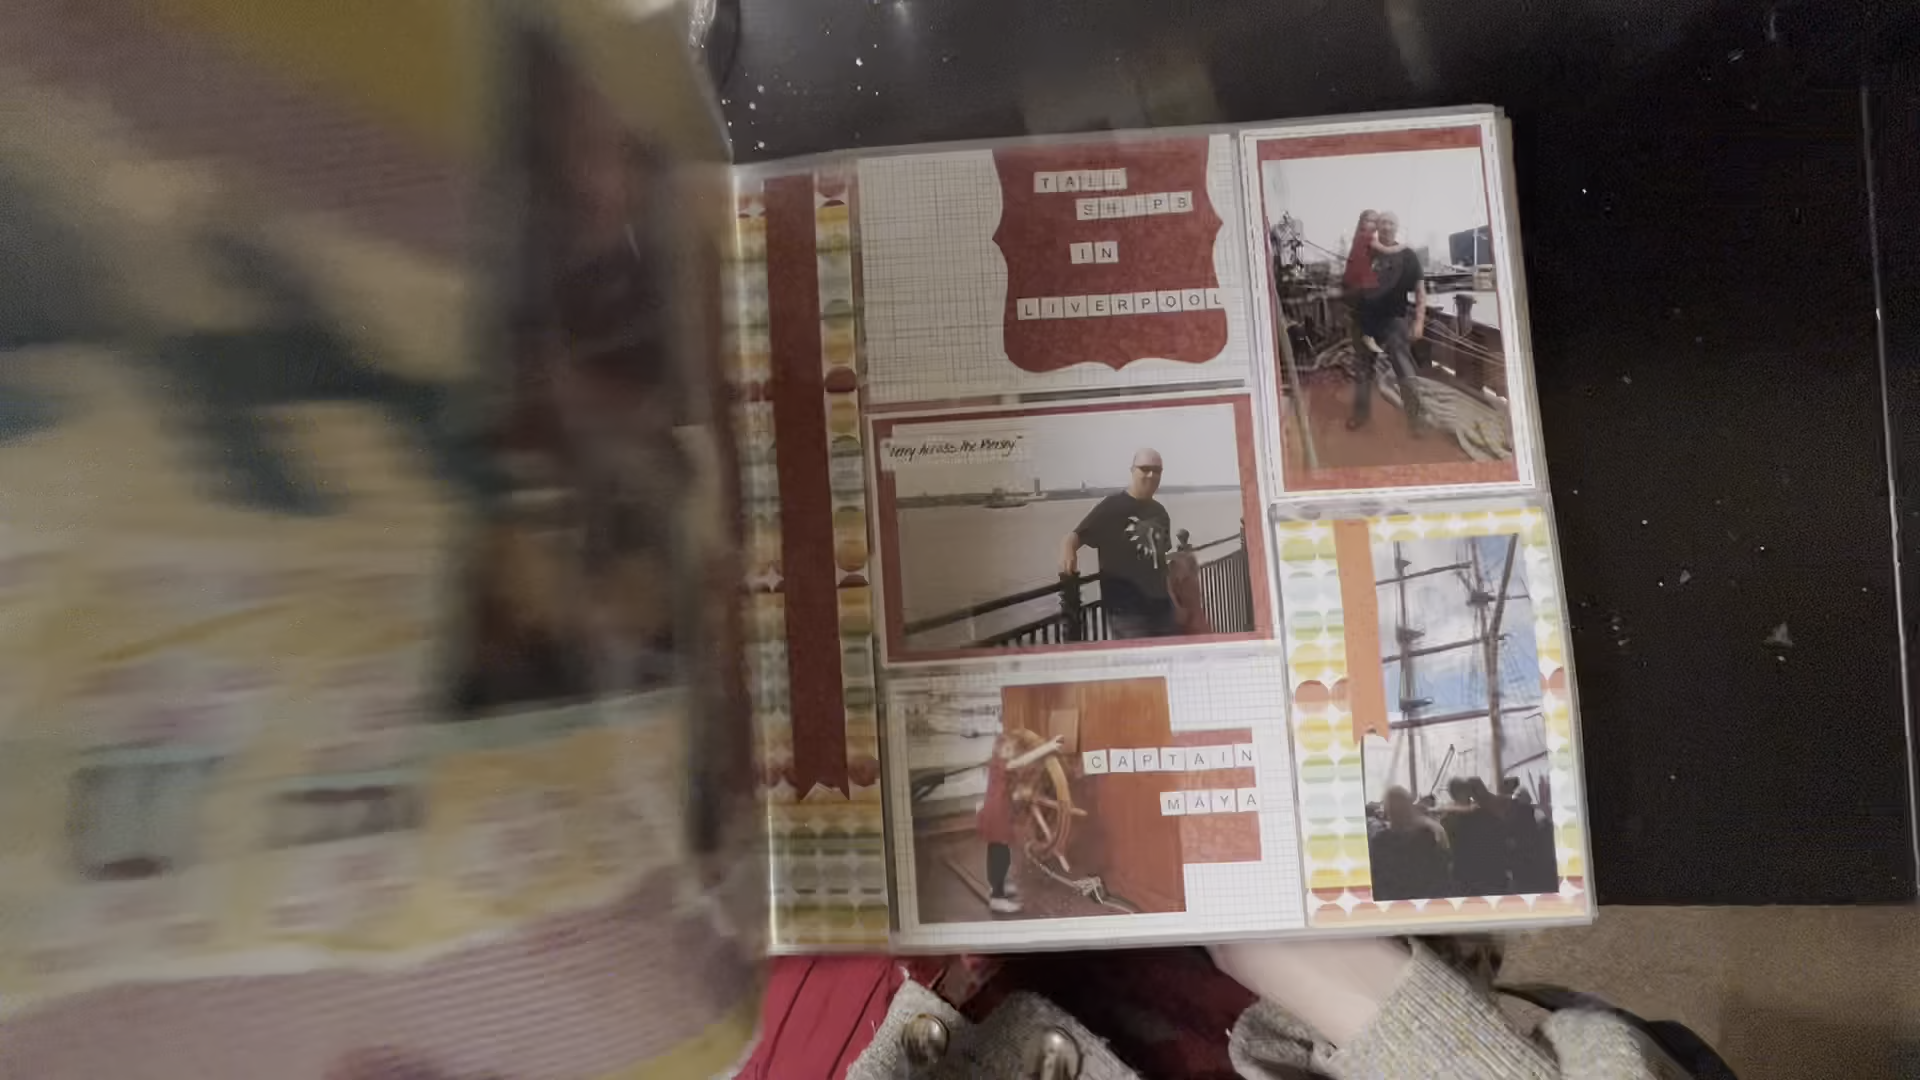 TALL
SHIPS
IN
LIVERPOOL
"Ferry Across the Mersey"
CAPTAIN
MAYA